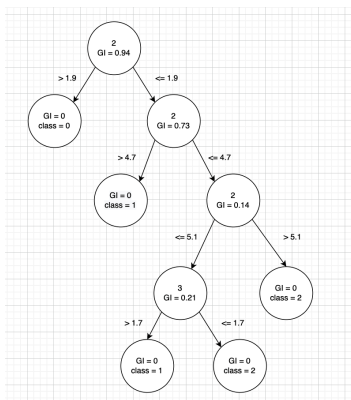 2
GI = 0.94
> 1.9
<= 1.9
GI = 0
class = 0
2
GI = 0.73
> 4.7
<= 4.7
GI = 0
class = 1
2
GI = 0.14
<= 5.1
> 5.1
3
GI = 0.21
GI = 0
class = 2
> 1.7
<= 1.7
GI = 0
class = 1
GI = 0
class = 2